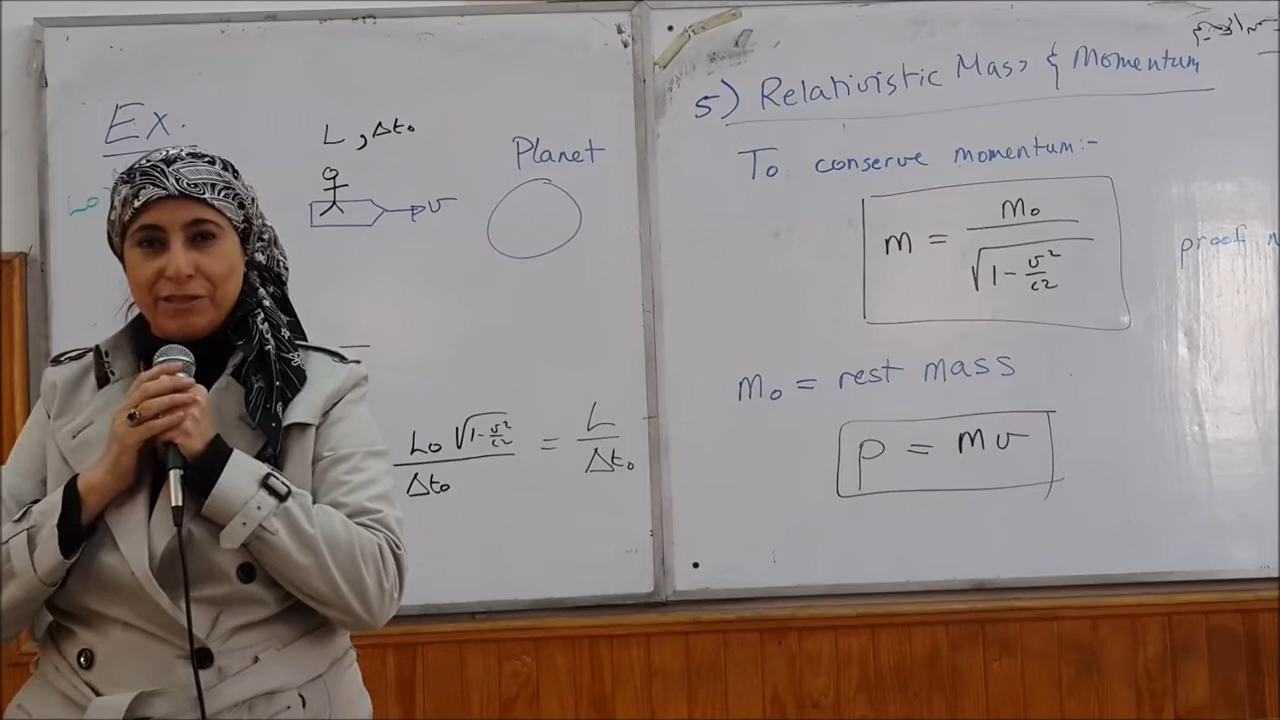 Ex.
L , Δt₀
Planet
L₀
v
L₀ √1-v²/c2 / Δt₀ = L / Δt₀
5) Relativistic Mass & Momentum
To conserve momentum:-
m = m₀ / √1-v²/c2
proof
m₀ = rest mass
p = mv